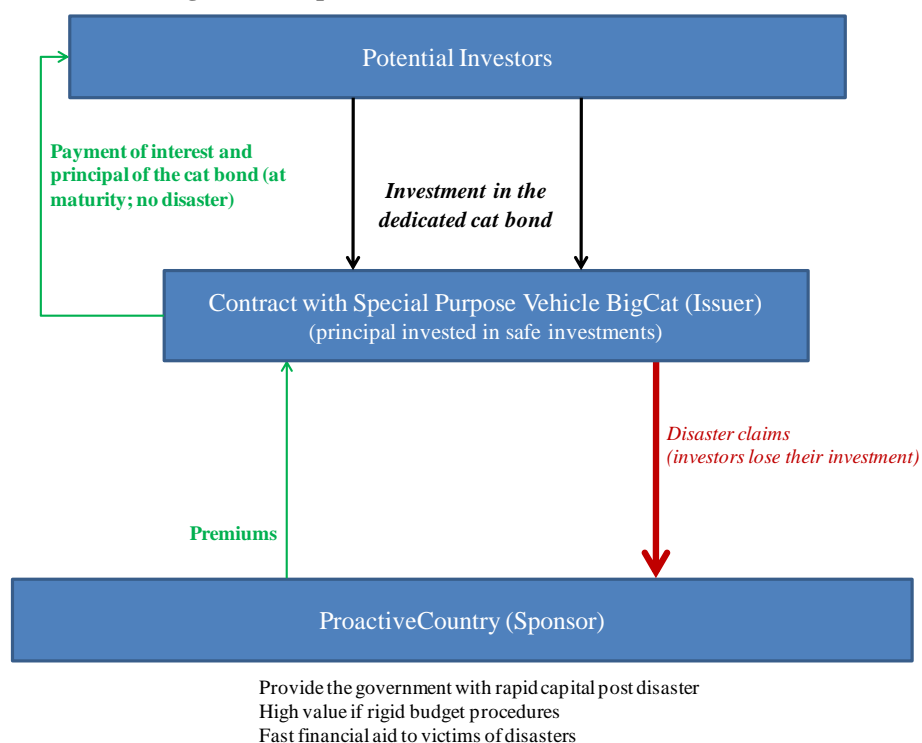 Potential Investors
Payment of interest and
principal of the cat bond (at
maturity; no disaster)
Investment in the
dedicated cat bond
Contract with Special Purpose Vehicle BigCat (Issuer)
(principal invested in safe investments)
Disaster claims
(investors lose their investment)
Premiums
ProactiveCountry (Sponsor)
Provide the government with rapid capital post disaster
High value if rigid budget procedures
Fast financial aid to victims of disasters